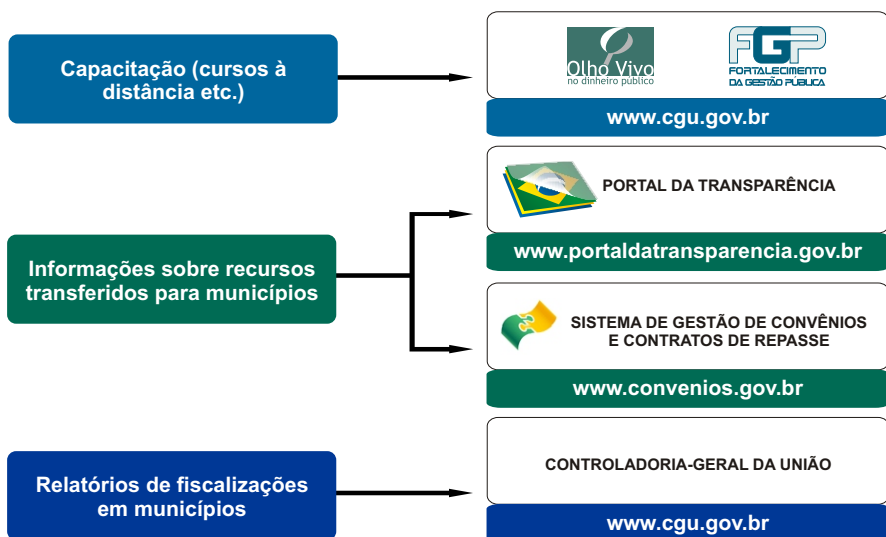 Capacitação (cursos à
distância etc.)
Olho Vivo
no dinheiro público
FGP
FORTALECIMENTO
DA GESTÃO PÚBLICA
www.cgu.gov.br
Informações sobre recursos
transferidos para municípios
PORTAL DA TRANSPARÊNCIA
www.portaldatransparencia.gov.br
SISTEMA DE GESTÃO DE CONVÊNIOS
E CONTRATOS DE REPASSE
www.convenios.gov.br
Relatórios de fiscalizações
em municípios
CONTROLADORIA-GERAL DA UNIÃO
www.cgu.gov.br